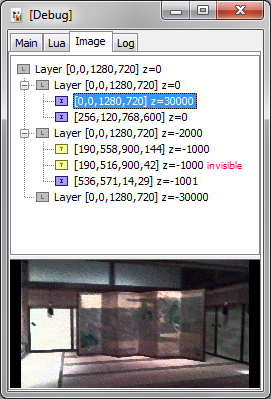 [Debug]
Main Lua Image Log
L Layer [0,0,1280,720] z=0
L Layer [0,0,1280,720] z=0
I [0,0,1280,720] z=30000
I [256,120,768,600] z=0
L Layer [0,0,1280,720] z=-2000
T [190,558,900,144] z=-1000
T [190,516,900,42] z=-1000 invisible
I [536,571,14,29] z=-1001
L Layer [0,0,1280,720] z=-30000